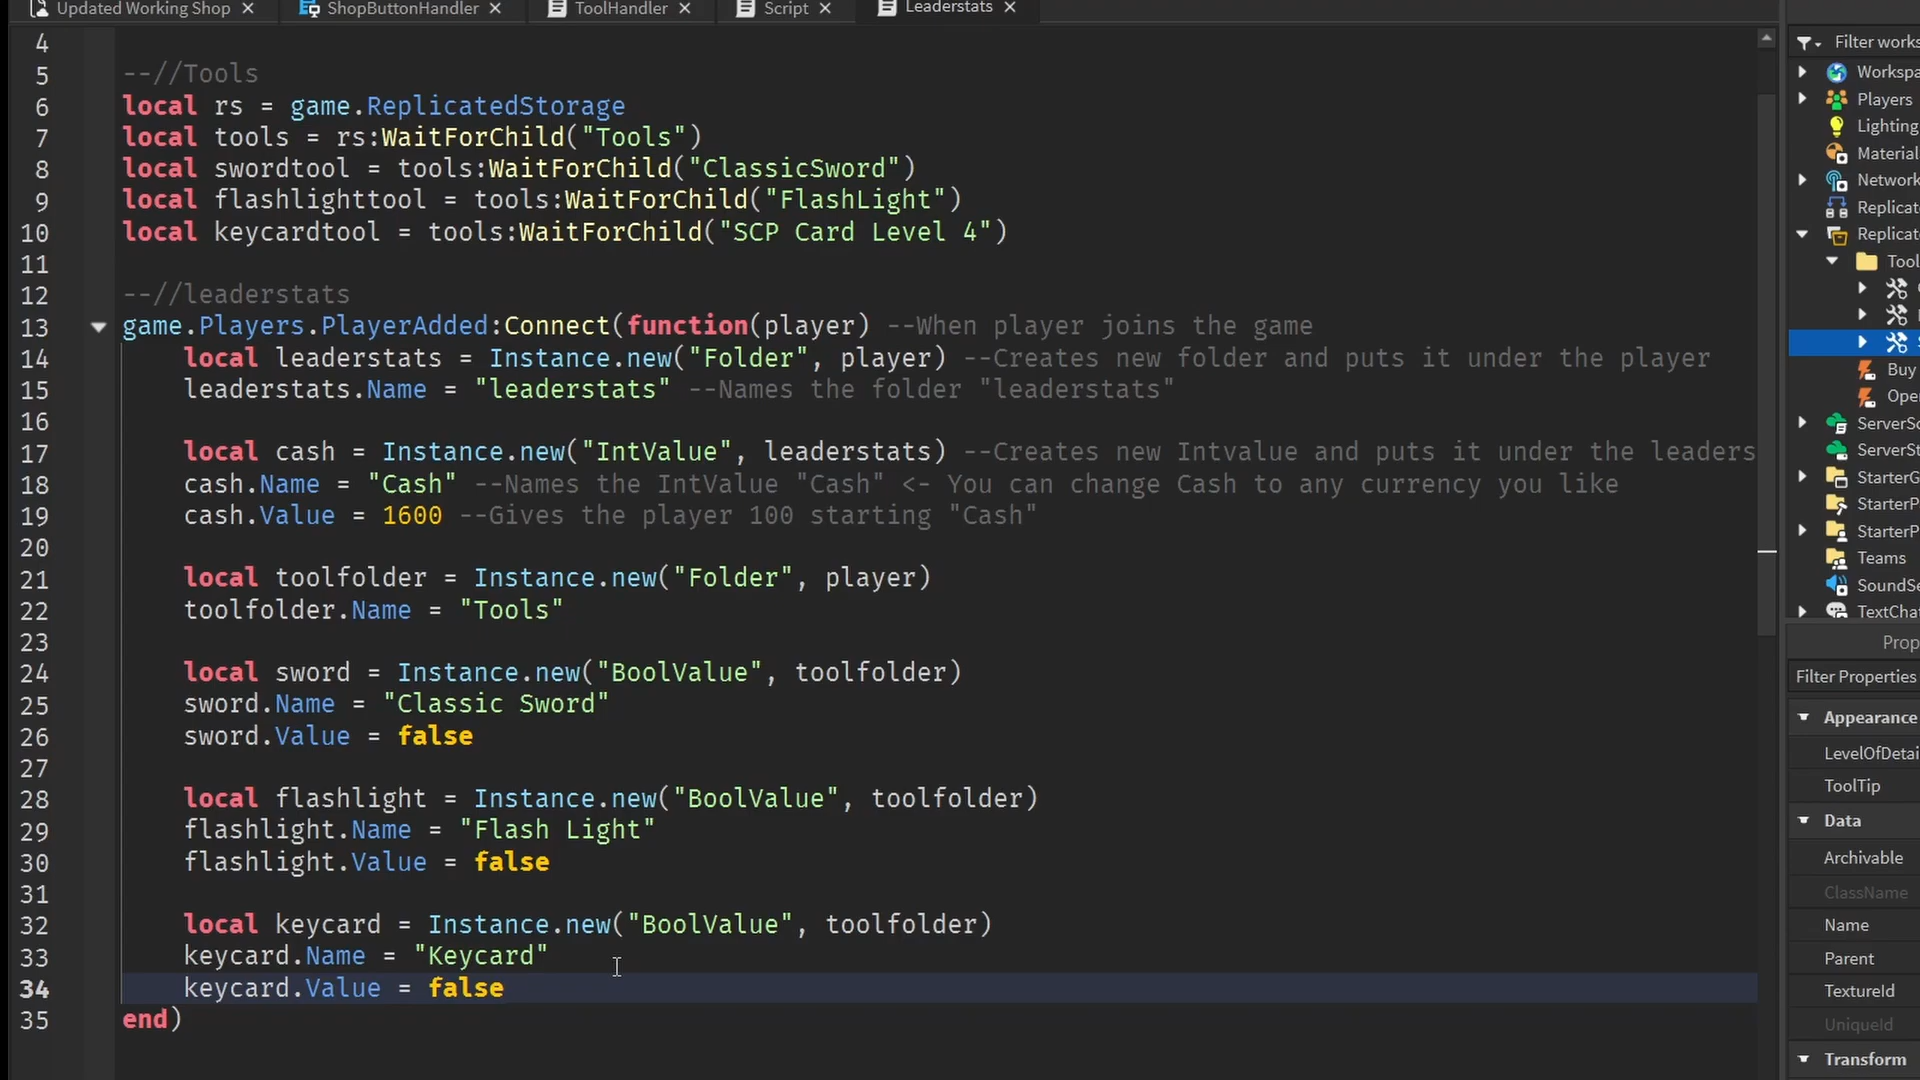 Updated Working Shop
ShopButtonHandler
ToolHandler
Script
Leaderstats
4
5 --//Tools
6 local rs = game.ReplicatedStorage
7 local tools = rs:WaitForChild("Tools")
8 local swordtool = tools:WaitForChild("ClassicSword")
9 local flashlighttool = tools:WaitForChild("FlashLight")
10 local keycardtool = tools:WaitForChild("SCP Card Level 4")
11
12 --//leaderstats
13 game.Players.PlayerAdded:Connect(function(player) --When player joins the game
14 local leaderstats = Instance.new("Folder", player) --Creates new folder and puts it under the player
15 leaderstats.Name = "leaderstats" --Names the folder "leaderstats"
16
17 local cash = Instance.new("IntValue", leaderstats) --Creates new Intvalue and puts it under the leaders
18 cash.Name = "Cash" --Names the IntValue "Cash" <- You can change Cash to any currency you like
19 cash.Value = 1600 --Gives the player 100 starting "Cash"
20
21 local toolfolder = Instance.new("Folder", player)
22 toolfolder.Name = "Tools"
23
24 local sword = Instance.new("BoolValue", toolfolder)
25 sword.Name = "Classic Sword"
26 sword.Value = false
27
28 local flashlight = Instance.new("BoolValue", toolfolder)
29 flashlight.Name = "Flash Light"
30 flashlight.Value = false
31
32 local keycard = Instance.new("BoolValue", toolfolder)
33 keycard.Name = "Keycard"
34 keycard.Value = false
35 end)
Filter works
Workspa
Players
Lighting
Material
Network
Replicat
Replicat
Tool
Buy
Oper
ServerSc
ServerSt
StarterG
StarterP
StarterP
Teams
SoundSe
TextChat
Prop
Filter Properties
Appearance
LevelOfDetai
ToolTip
Data
Archivable
ClassName
Name
Parent
TextureId
UniqueId
Transform